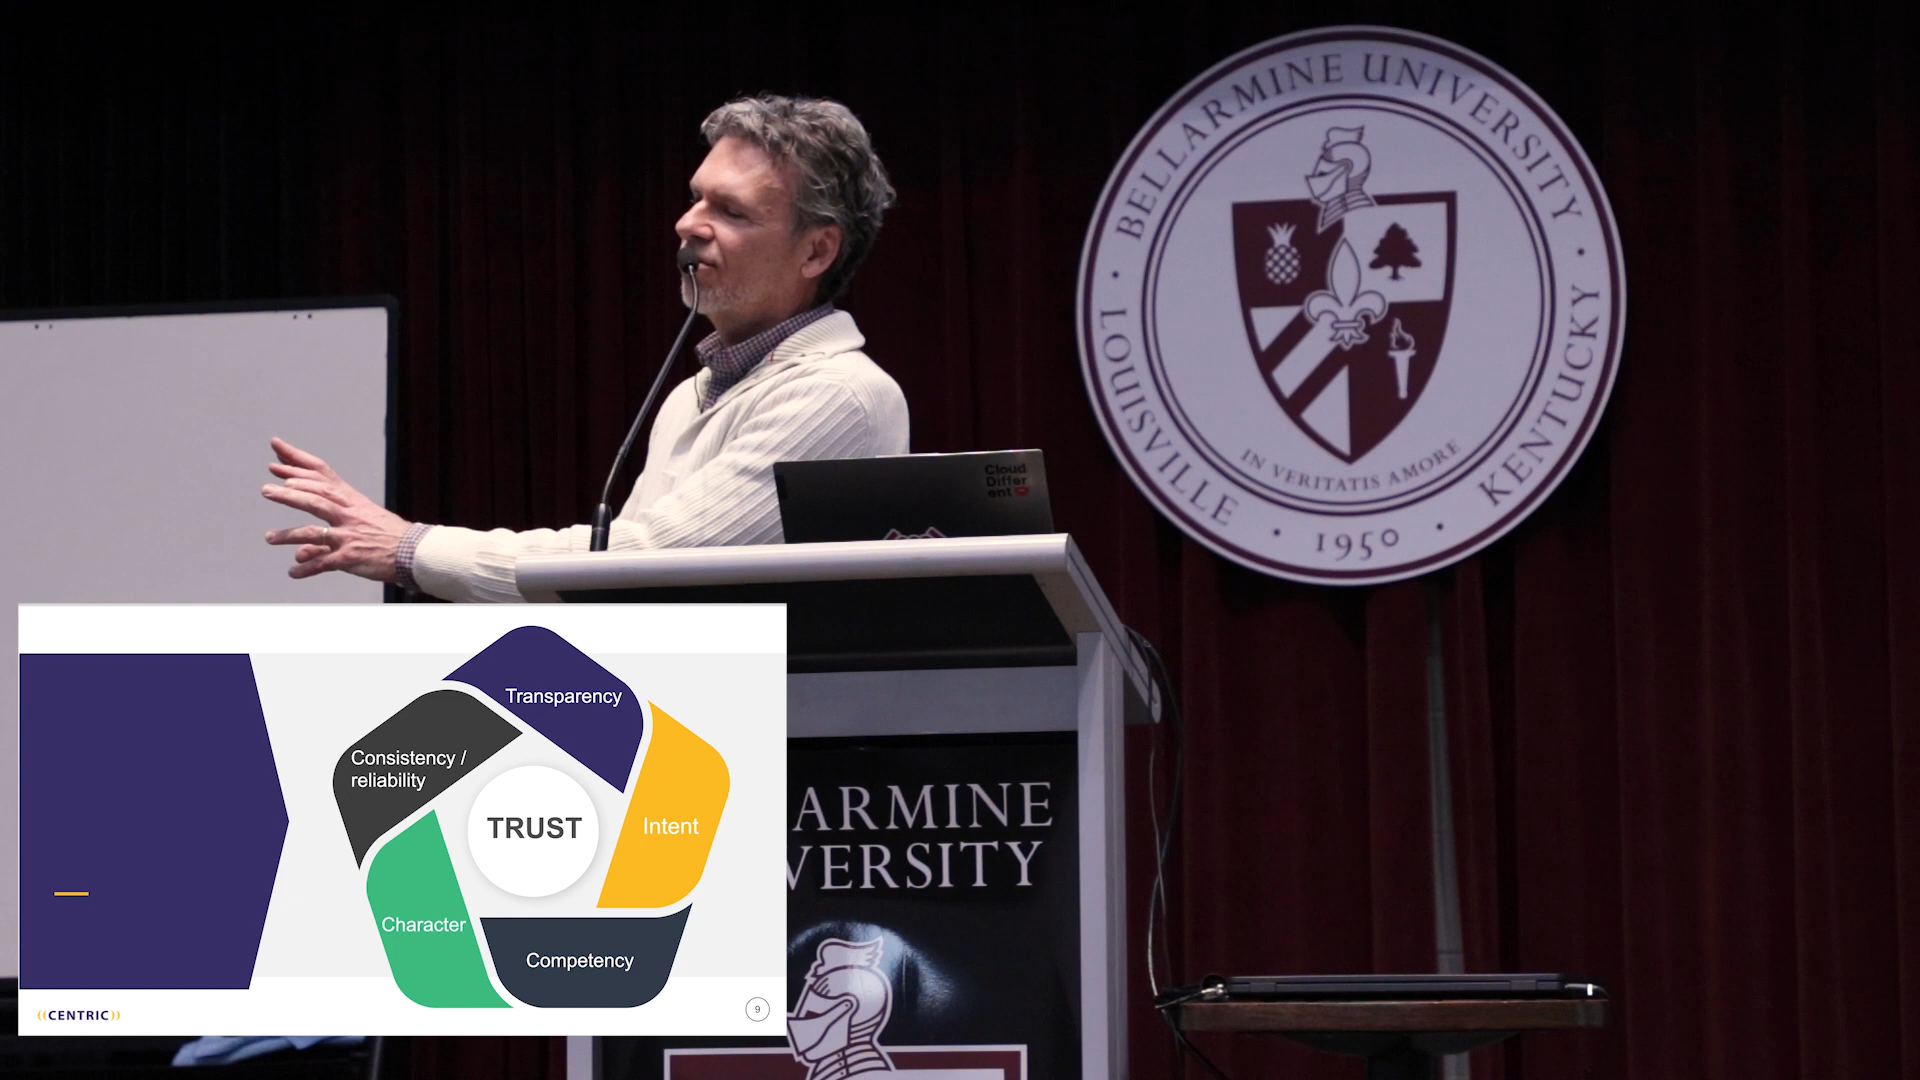 · BELLARMINE UNIVERSITY ·
LOUISVILLE · 1950 · KENTUCKY
IN VERITATIS AMORE
Cloud
Differ
ent
ARMINE
VERSITY
Transparency
Consistency /
reliability
TRUST
Intent
Character
Competency
((CENTRIC))
9